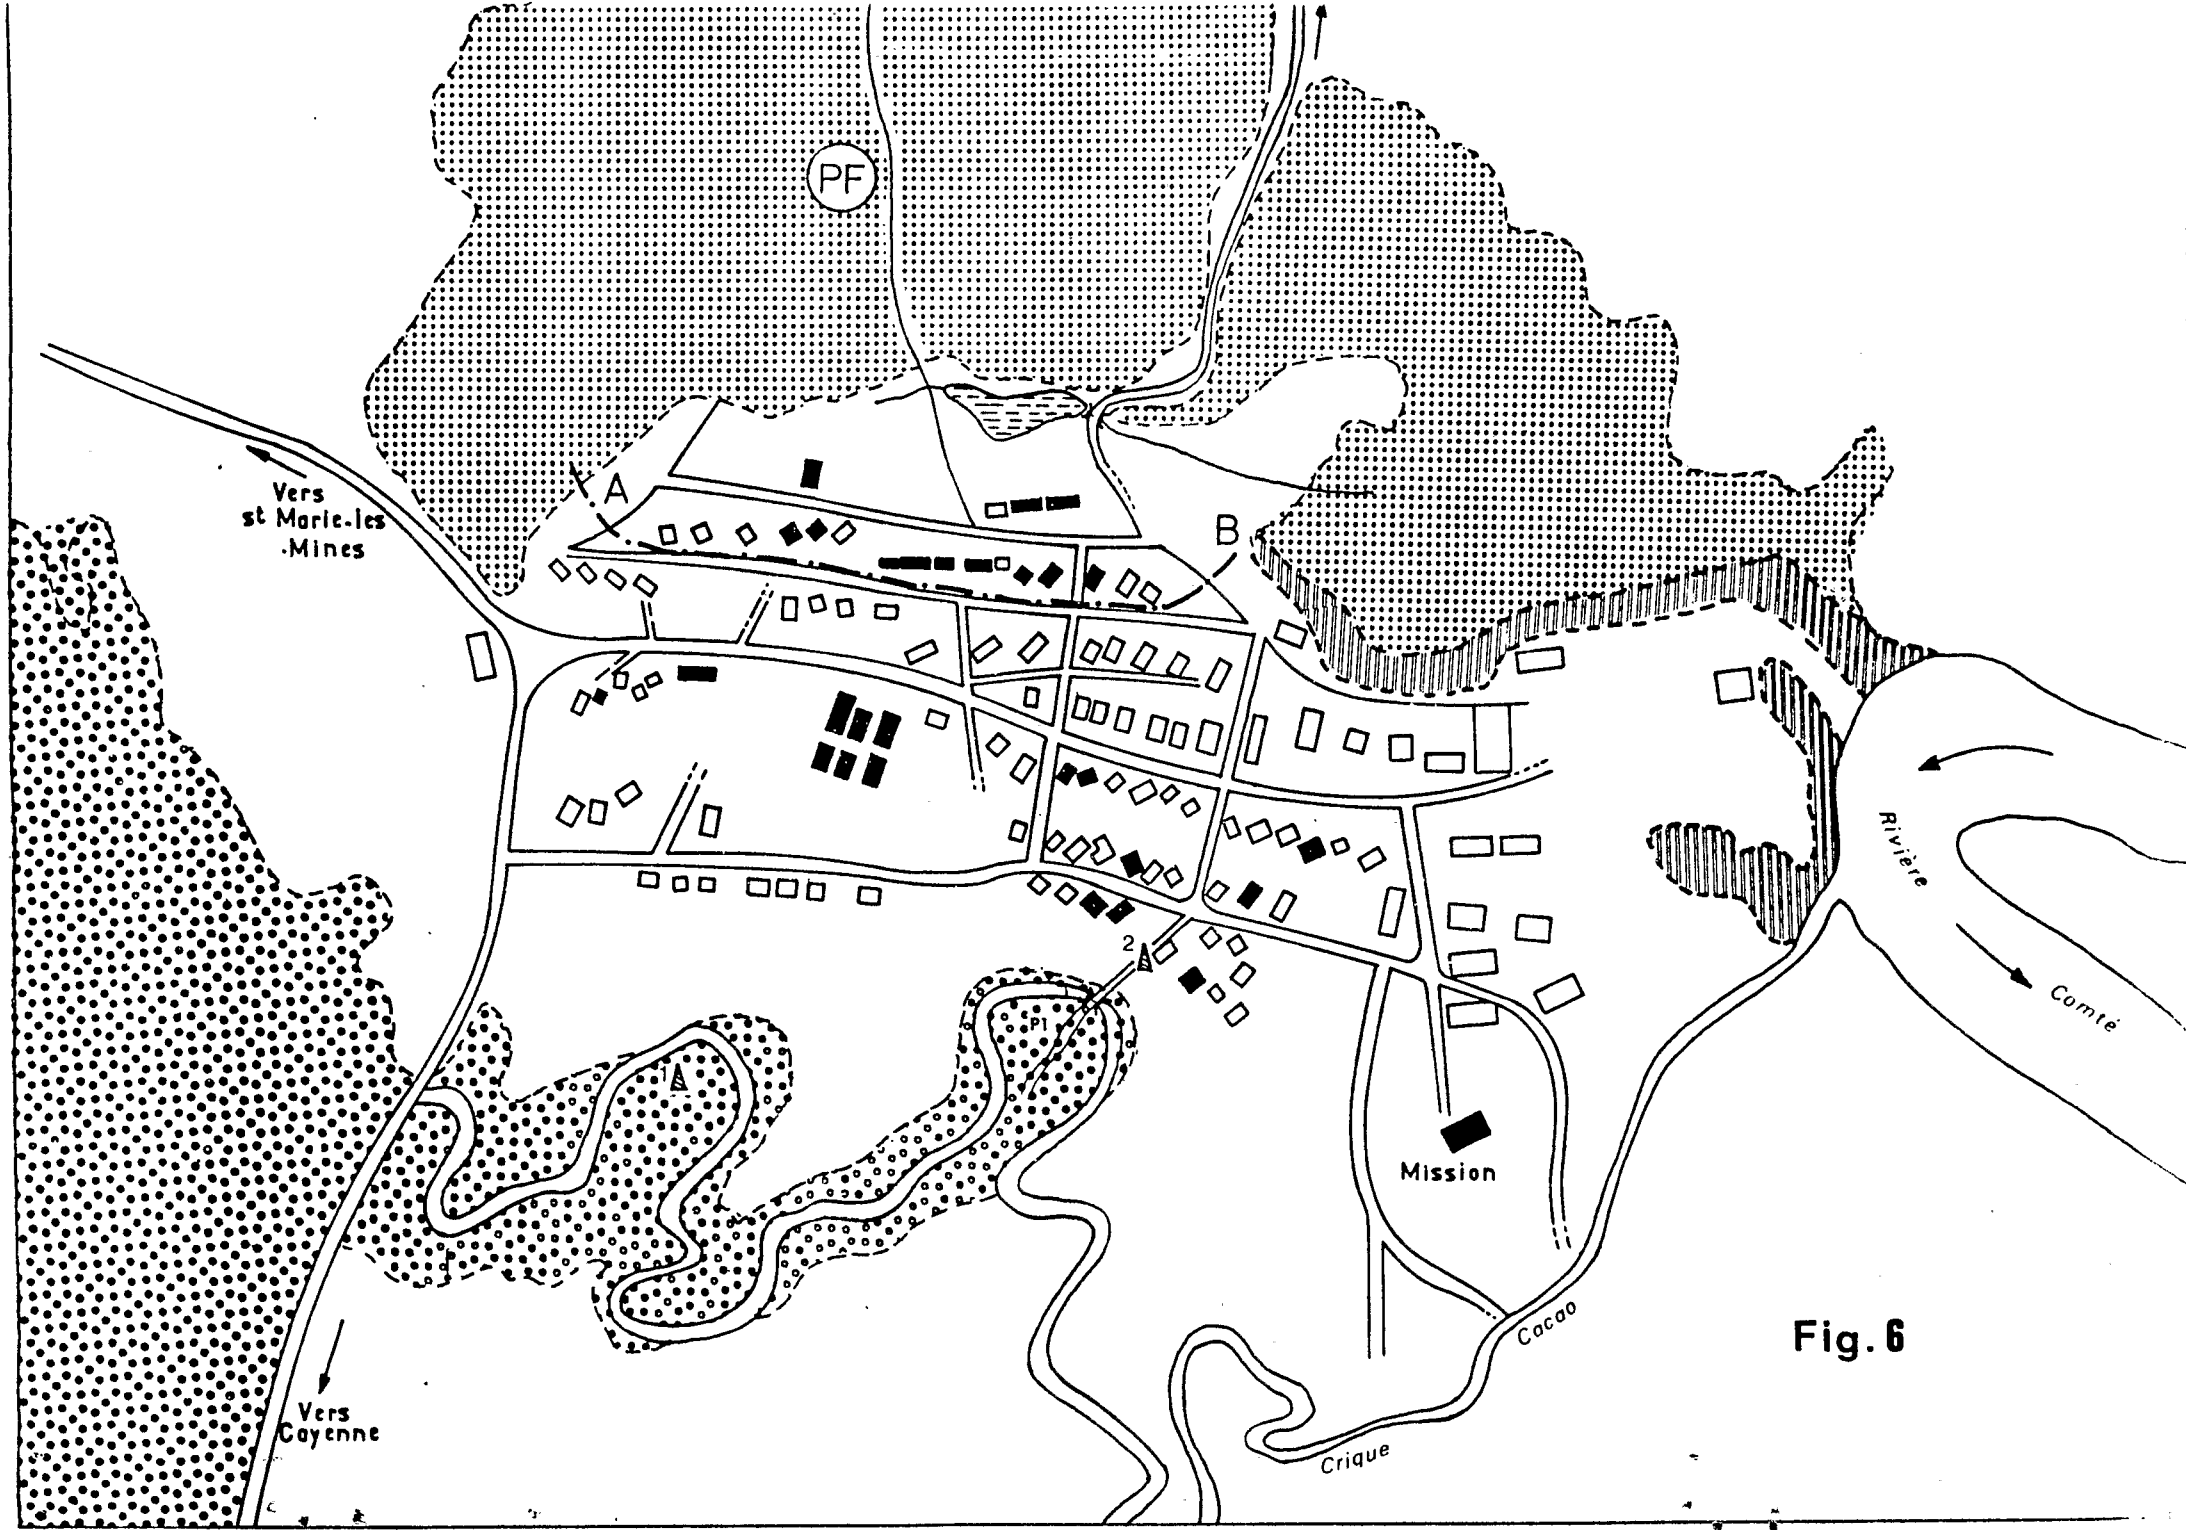 PF
A
B
Vers
st Marie-les
Mines
Rivière
Comté
2
P1
1
Mission
Cacao
Crique
Vers
Cayenne
Fig. 6